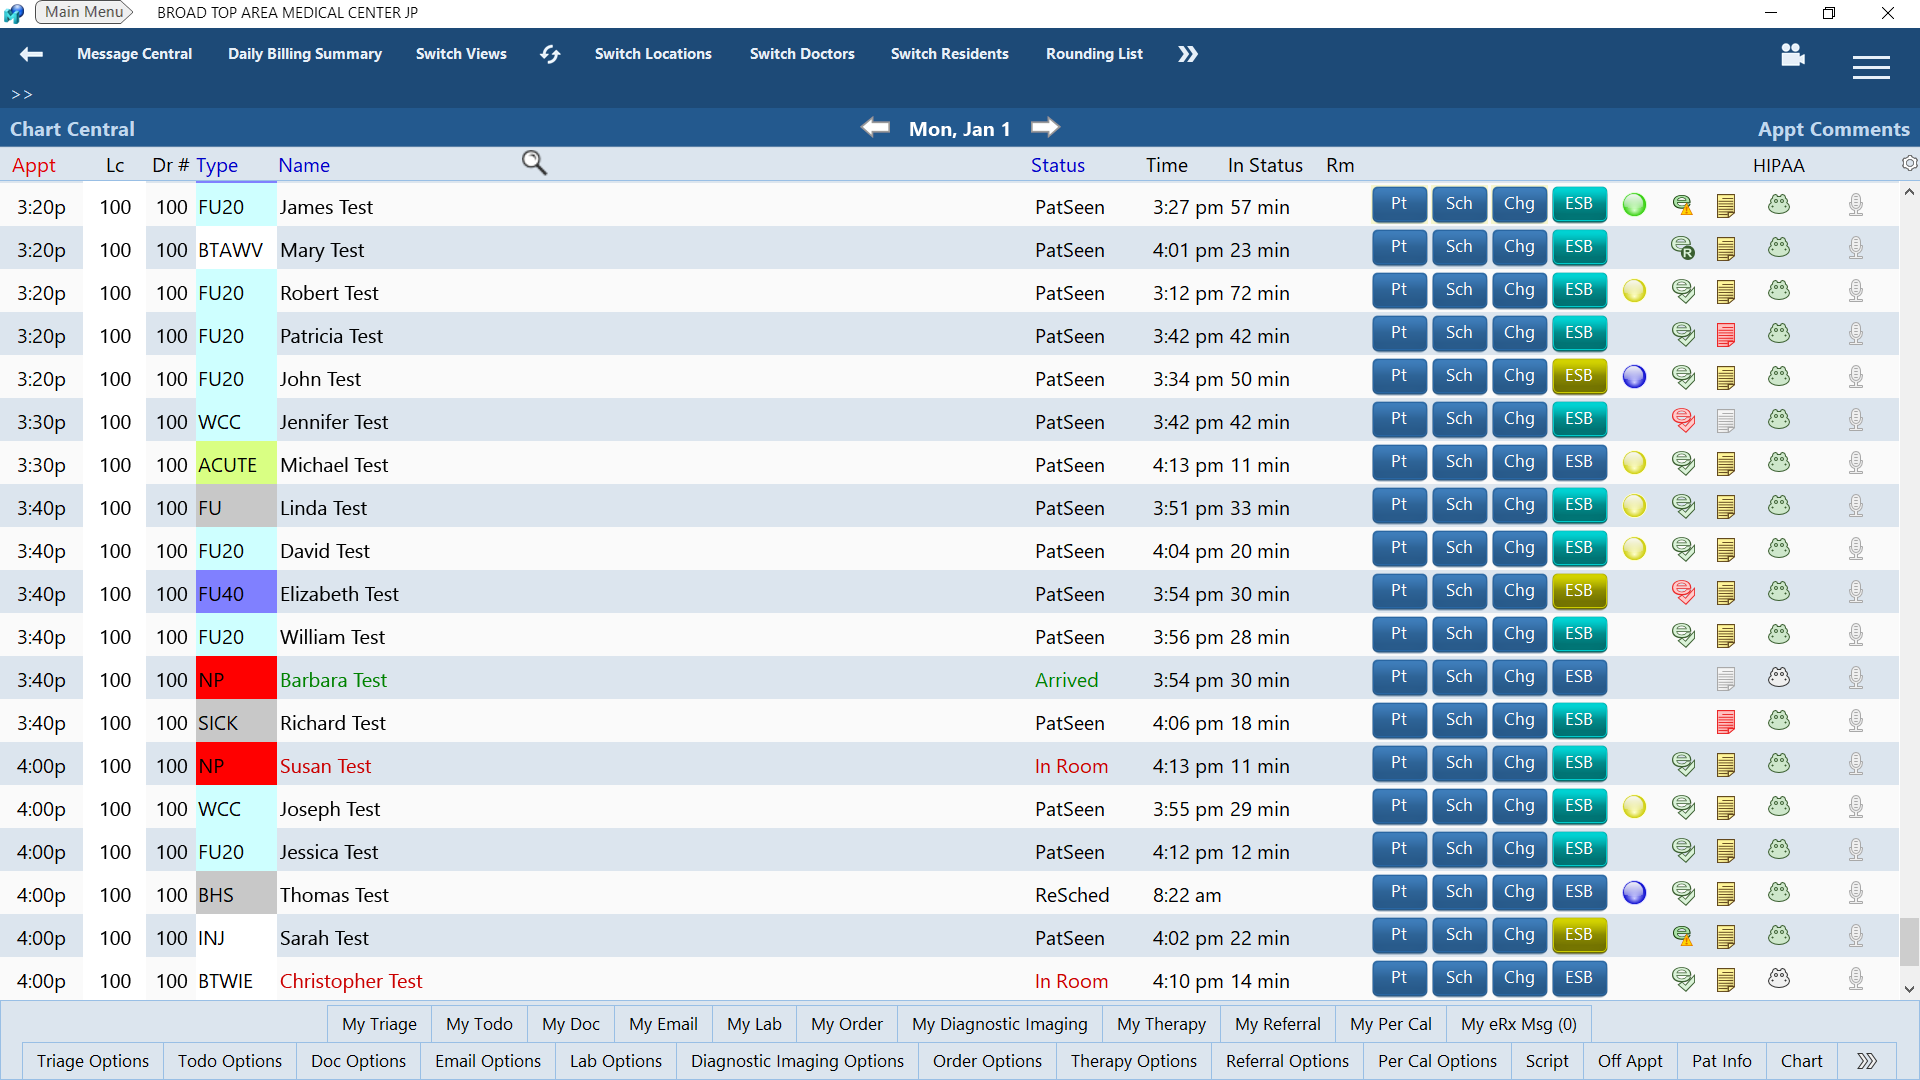 Main Menu BROAD TOP AREA MEDICAL CENTER JP
Message Central Daily Billing Summary Switch Views Switch Locations Switch Doctors Switch Residents Rounding List
>>
Chart Central Mon, Jan 1 Appt Comments
Appt Lc Dr # Type Name Status Time In Status Rm HIPAA
3:20p 100 100 FU20 James Test PatSeen 3:27 pm 57 min Pt Sch Chg ESB
3:20p 100 100 BTAWV Mary Test PatSeen 4:01 pm 23 min Pt Sch Chg ESB
3:20p 100 100 FU20 Robert Test PatSeen 3:12 pm 72 min Pt Sch Chg ESB
3:20p 100 100 FU20 Patricia Test PatSeen 3:42 pm 42 min Pt Sch Chg ESB
3:20p 100 100 FU20 John Test PatSeen 3:34 pm 50 min Pt Sch Chg ESB
3:30p 100 100 WCC Jennifer Test PatSeen 3:42 pm 42 min Pt Sch Chg ESB
3:30p 100 100 ACUTE Michael Test PatSeen 4:13 pm 11 min Pt Sch Chg ESB
3:40p 100 100 FU Linda Test PatSeen 3:51 pm 33 min Pt Sch Chg ESB
3:40p 100 100 FU20 David Test PatSeen 4:04 pm 20 min Pt Sch Chg ESB
3:40p 100 100 FU40 Elizabeth Test PatSeen 3:54 pm 30 min Pt Sch Chg ESB
3:40p 100 100 FU20 William Test PatSeen 3:56 pm 28 min Pt Sch Chg ESB
3:40p 100 100 NP Barbara Test Arrived 3:54 pm 30 min Pt Sch Chg ESB
3:40p 100 100 SICK Richard Test PatSeen 4:06 pm 18 min Pt Sch Chg ESB
4:00p 100 100 NP Susan Test In Room 4:13 pm 11 min Pt Sch Chg ESB
4:00p 100 100 WCC Joseph Test PatSeen 3:55 pm 29 min Pt Sch Chg ESB
4:00p 100 100 FU20 Jessica Test PatSeen 4:12 pm 12 min Pt Sch Chg ESB
4:00p 100 100 BHS Thomas Test ReSched 8:22 am Pt Sch Chg ESB
4:00p 100 100 INJ Sarah Test PatSeen 4:02 pm 22 min Pt Sch Chg ESB
4:00p 100 100 BTWIE Christopher Test In Room 4:10 pm 14 min Pt Sch Chg ESB
My Triage My Todo My Doc My Email My Lab My Order My Diagnostic Imaging My Therapy My Referral My Per Cal My eRx Msg (0)
Triage Options Todo Options Doc Options Email Options Lab Options Diagnostic Imaging Options Order Options Therapy Options Referral Options Per Cal Options Script Off Appt Pat Info Chart